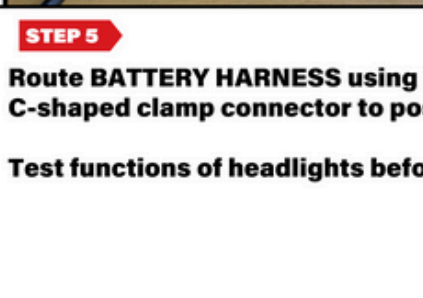 STEP 5
Route BATTERY HARNESS using
C-shaped clamp connector to
Test functions of headlights